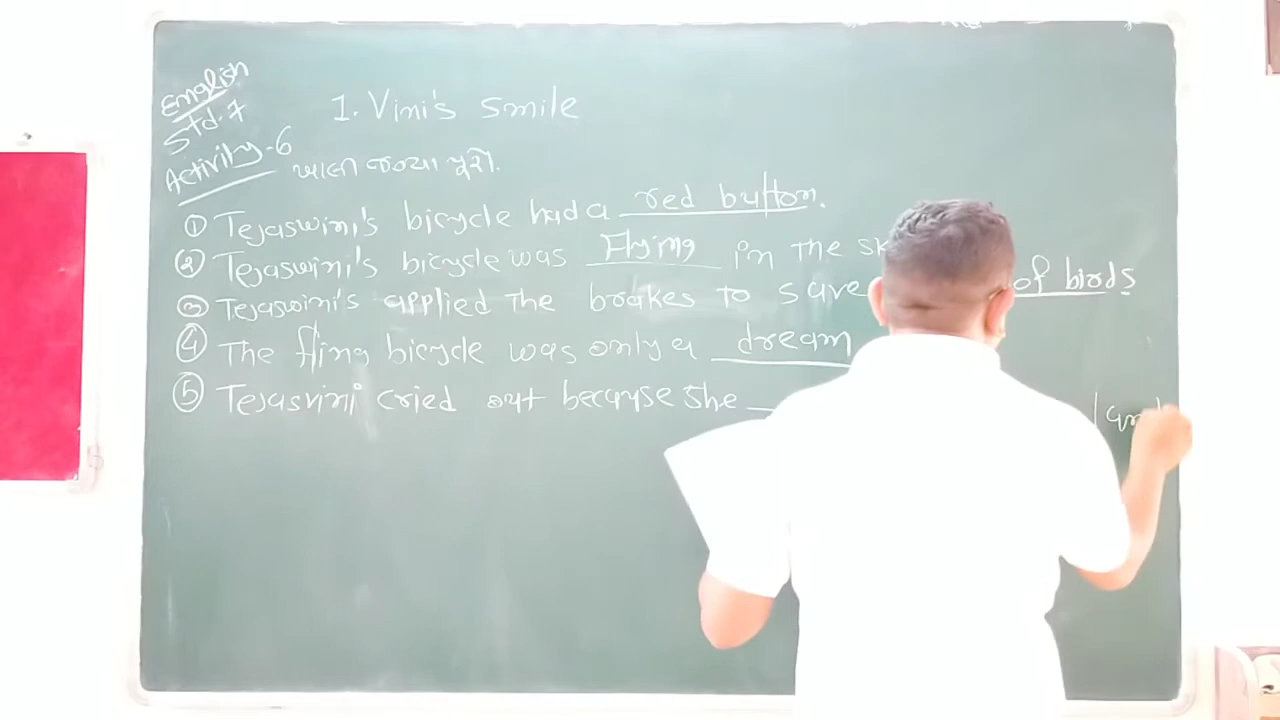 English
Std.7
1. Vini's smile
Activity-6
ખાલી જગ્યા પૂરો.
① Tejaswini's bicycle had a red button.
② Tejaswini's bicycle was Flying in the
③ Tejaswini's applied the brakes to save of birds
④ The fling bicycle was only a dream
⑤ Tejasvini cried out because she